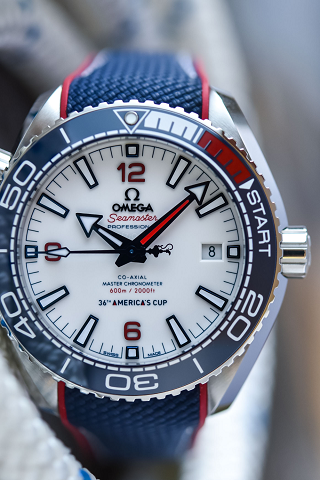 12
Ω
OMEGA
Seamaster
PROFESSIONAL
START
8
9
CO-AXIAL
MASTER CHRONOMETER
600m / 2000ft
36TH AMERICA'S CUP
6
SWISS MADE
20
30
40
50